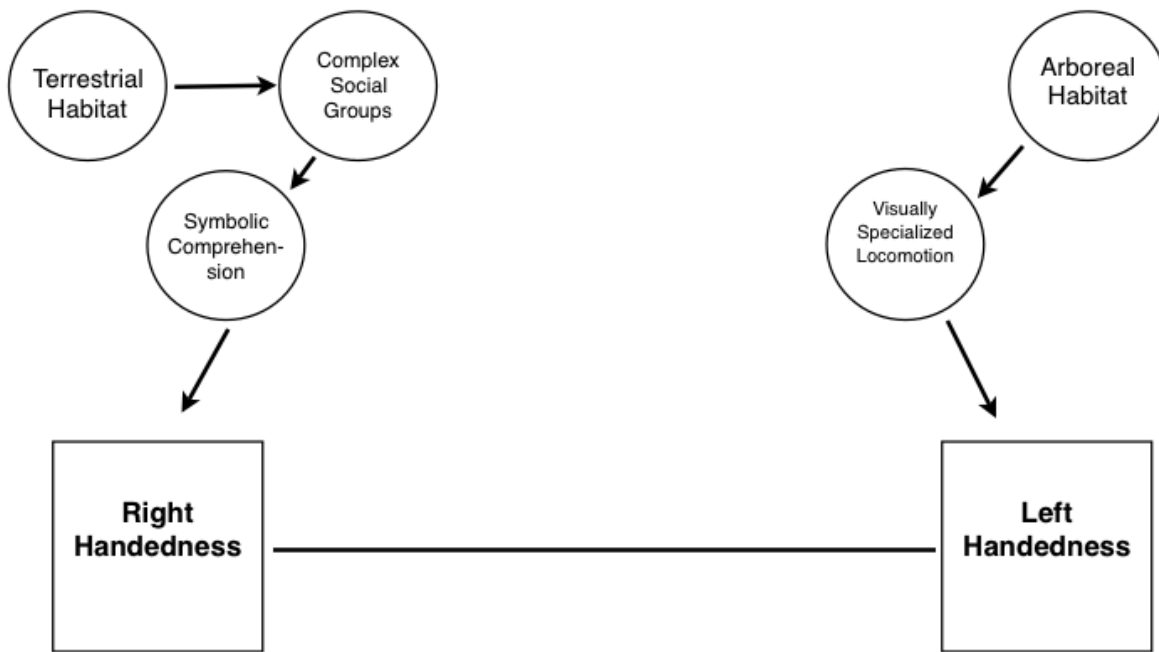 Terrestrial
Habitat
Complex
Social
Groups
Arboreal
Habitat
Symbolic
Comprehen-
sion
Visually
Specialized
Locomotion
Right
Handedness
Left
Handedness